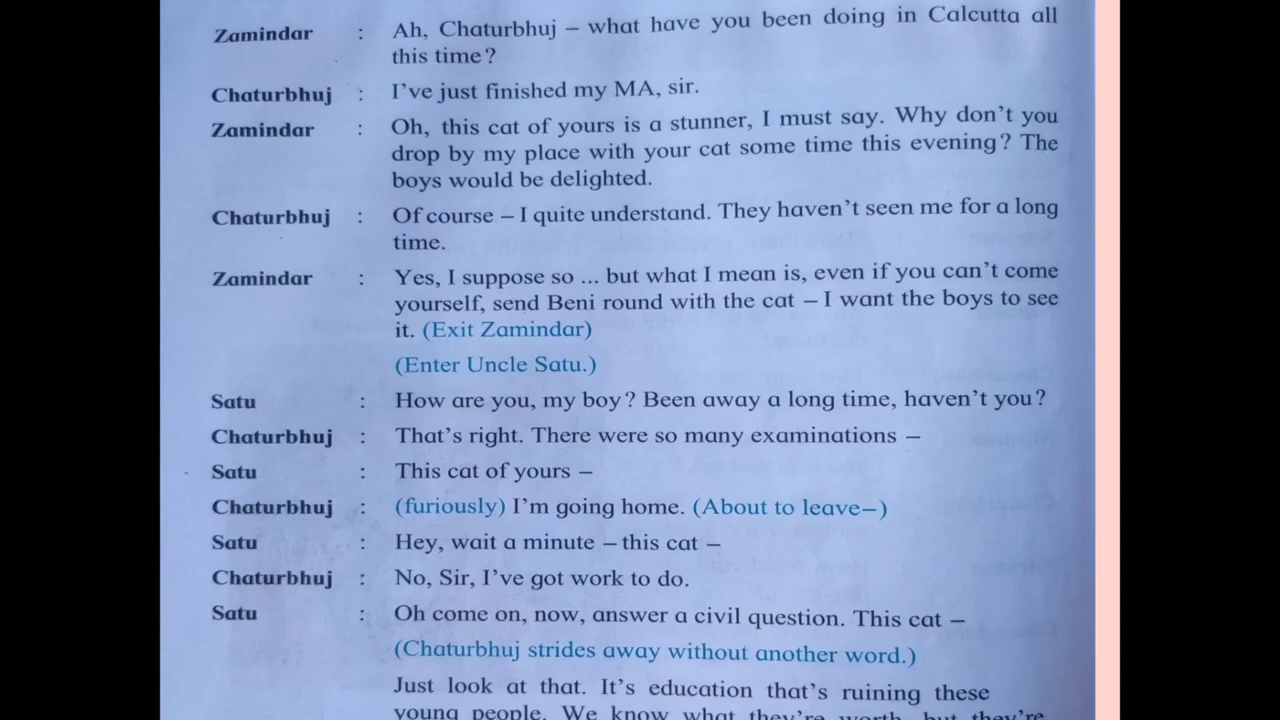 Zamindar : Ah, Chaturbhuj – what have you been doing in Calcutta all
this time?
Chaturbhuj : I've just finished my MA, sir.
Zamindar : Oh, this cat of yours is a stunner, I must say. Why don't you
drop by my place with your cat some time this evening? The
boys would be delighted.
Chaturbhuj : Of course – I quite understand. They haven't seen me for a long
time.
Zamindar : Yes, I suppose so ... but what I mean is, even if you can't come
yourself, send Beni round with the cat – I want the boys to see
it. (Exit Zamindar)
(Enter Uncle Satu.)
Satu : How are you, my boy? Been away a long time, haven't you?
Chaturbhuj : That's right. There were so many examinations –
Satu : This cat of yours –
Chaturbhuj : (furiously) I'm going home. (About to leave–)
Satu : Hey, wait a minute – this cat –
Chaturbhuj : No, Sir, I've got work to do.
Satu : Oh come on, now, answer a civil question. This cat –
(Chaturbhuj strides away without another word.)
Just look at that. It's education that's ruining these
young people. We know what they're worth, but they're